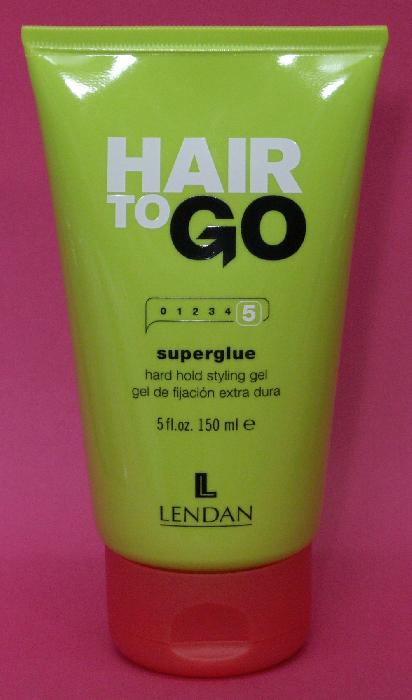 HAIR
TO GO
0 1 2 3 4 5
superglue
hard hold styling gel
gel de fijación extra dura
5 fl.oz. 150 ml e
L
LENDAN